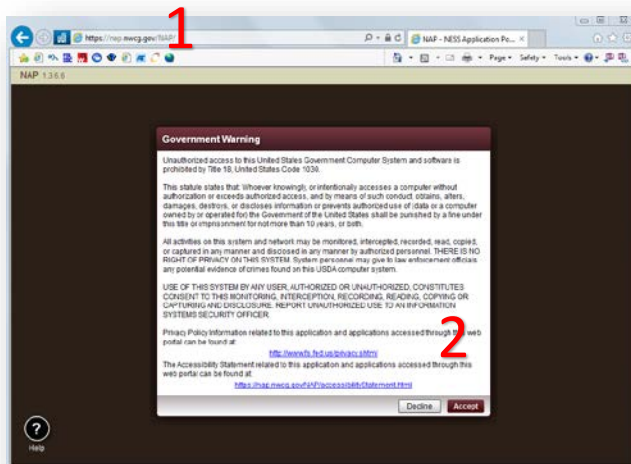 1
https://nap.nwcg.gov/NAP/
NAP - NESS Application Po...
Page Safety Tools
NAP 1.3.6.6
Government Warning
Unauthorized access to this United States Government Computer System and software is
prohibited by Title 18, United States Code 1030.
This statute states that: Whoever knowingly, or intentionally accesses a computer without
authorization or exceeds authorized access, and by means of such conduct, obtains, alters,
damages, destroys, or discloses information or prevents authorized use of (data or a computer
owned by or operated for) the Government of the United States shall be punished by a fine under
this title or imprisonment for not more than 10 years, or both.
All activities on this system and network may be monitored, intercepted, recorded, read, copied,
or captured in any manner and disclosed in any manner by authorized personnel. THERE IS NO
RIGHT OF PRIVACY ON THIS SYSTEM. System personnel may give to law enforcement officials
any potential evidence of crimes found on this USDA computer system.
USE OF THIS SYSTEM BY ANY USER, AUTHORIZED OR UNAUTHORIZED, CONSTITUTES
CONSENT TO THIS MONITORING, INTERCEPTION, RECORDING, READING, COPYING OR
CAPTURING AND DISCLOSURE. REPORT UNAUTHORIZED USE TO AN INFORMATION
SYSTEMS SECURITY OFFICER.
Privacy Policy Information related to this application and applications accessed through this web
portal can be found at:
2
http://www.fs.fed.us/privacy.shtml
The Accessibility Statement related to this application and applications accessed through this
web portal can be found at:
https://nap.nwcg.gov/NAP/accessibilityStatement.html
Decline Accept
?
Help